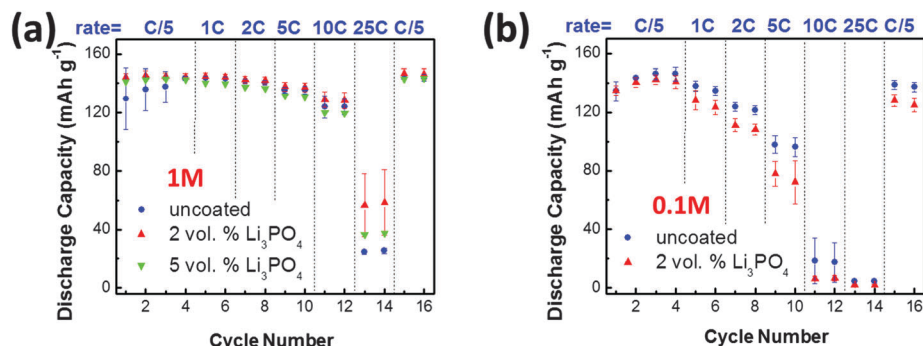 (a)
rate= C/5 1C 2C 5C 10C 25C C/5
Discharge Capacity (mAh g⁻¹)
160
120
80
40
0
1M
uncoated
2 vol. % Li₃PO₄
5 vol. % Li₃PO₄
2 4 6 8 10 12 14 16
Cycle Number
(b)
rate= C/5 1C 2C 5C 10C 25C C/5
Discharge Capacity (mAh g⁻¹)
160
120
80
40
0
0.1M
uncoated
2 vol. % Li₃PO₄
2 4 6 8 10 12 14 16
Cycle Number